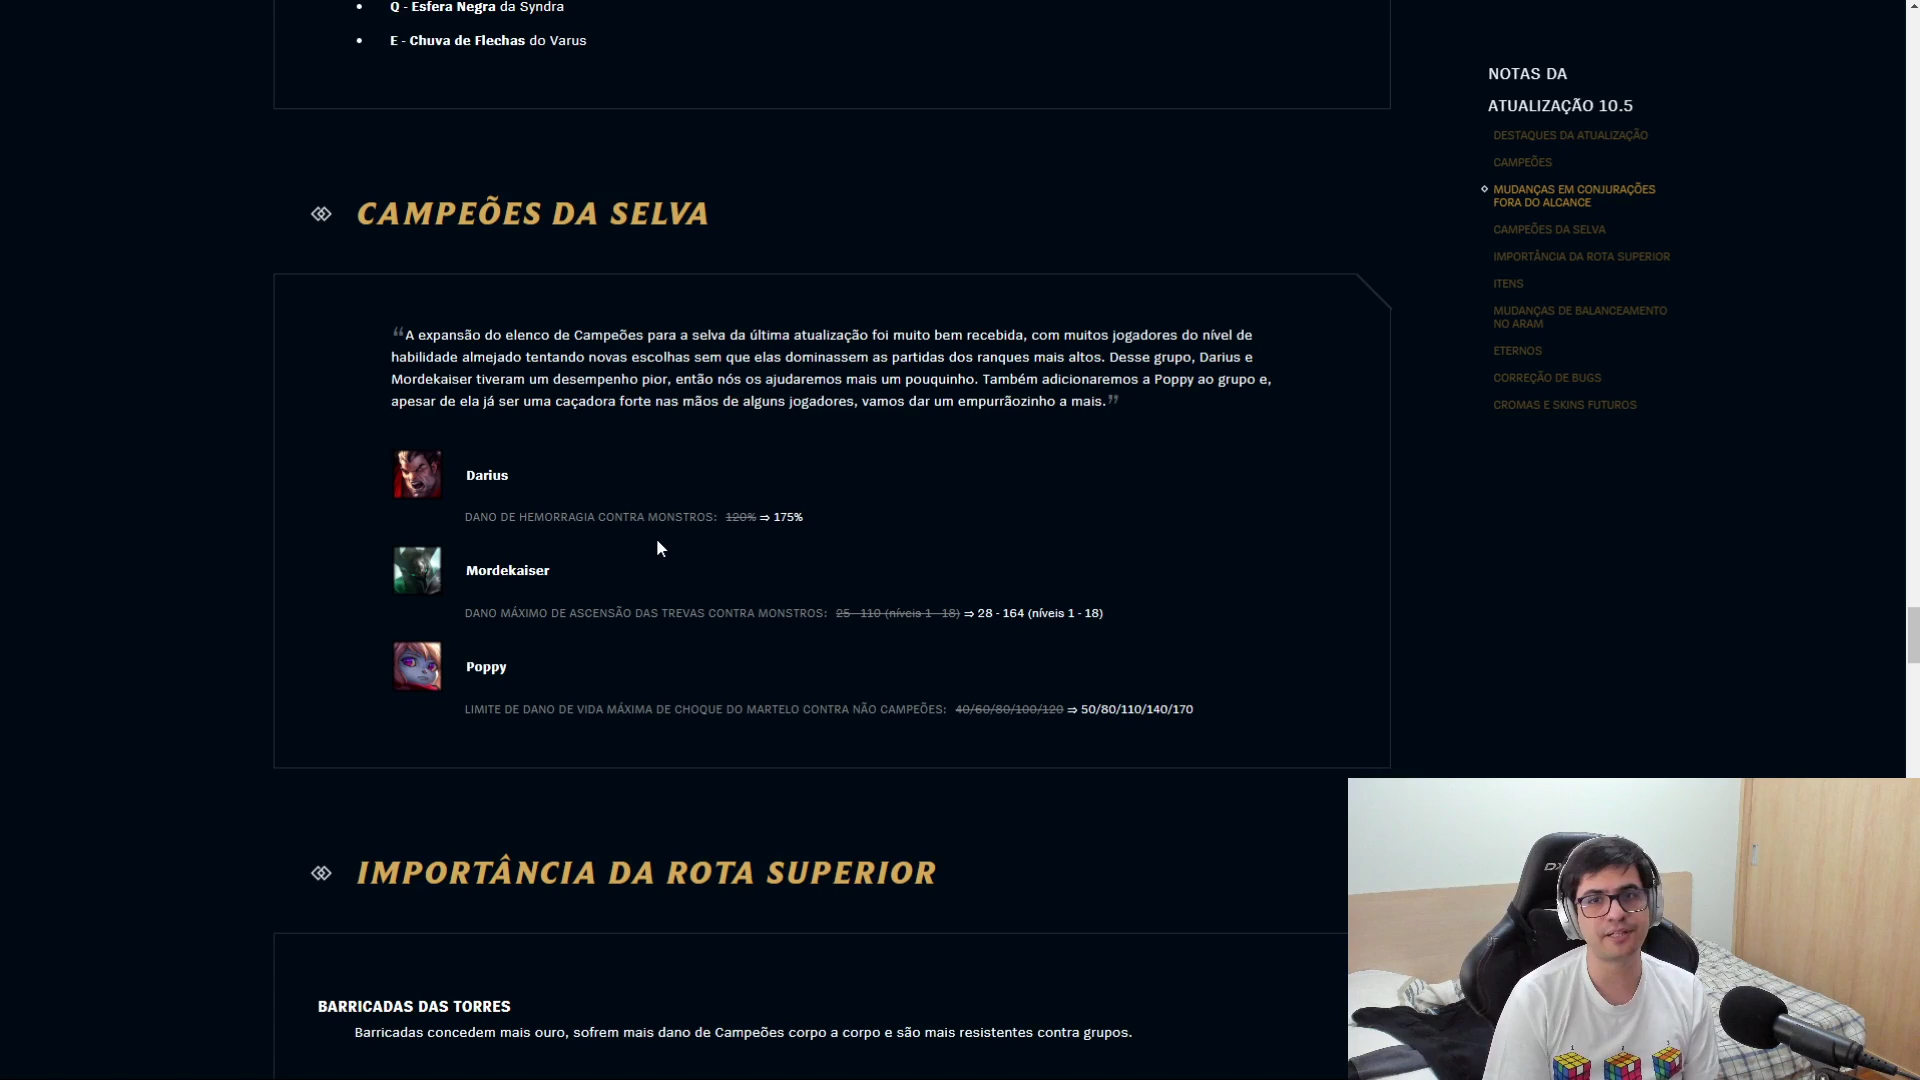 Q - Esfera Negra da Syndra
E - Chuva de Flechas do Varus
CAMPEÕES DA SELVA
“A expansão do elenco de Campeões para a selva da última atualização foi muito bem recebida, com muitos jogadores do nível de
habilidade almejado tentando novas escolhas sem que elas dominassem as partidas dos ranques mais altos. Desse grupo, Darius e
Mordekaiser tiveram um desempenho pior, então nós os ajudaremos mais um pouquinho. Também adicionaremos a Poppy ao grupo e,
apesar de ela já ser uma caçadora forte nas mãos de alguns jogadores, vamos dar um empurrãozinho a mais.”
Darius
DANO DE HEMORRAGIA CONTRA MONSTROS: 120% ⇒ 175%
Mordekaiser
DANO MÁXIMO DE ASCENSÃO DAS TREVAS CONTRA MONSTROS: 25 - 110 (níveis 1 - 18) ⇒ 28 - 164 (níveis 1 - 18)
Poppy
LIMITE DE DANO DE VIDA MÁXIMA DE CHOQUE DO MARTELO CONTRA NÃO CAMPEÕES: 40/60/80/100/120 ⇒ 50/80/110/140/170
IMPORTÂNCIA DA ROTA SUPERIOR
BARRICADAS DAS TORRES
Barricadas concedem mais ouro, sofrem mais dano de Campeões corpo a corpo e são mais resistentes contra grupos.
NOTAS DA
ATUALIZAÇÃO 10.5
DESTAQUES DA ATUALIZAÇÃO
CAMPEÕES
MUDANÇAS EM CONJURAÇÕES
FORA DO ALCANCE
CAMPEÕES DA SELVA
IMPORTÂNCIA DA ROTA SUPERIOR
ITENS
MUDANÇAS DE BALANCEAMENTO
NO ARAM
ETERNOS
CORREÇÃO DE BUGS
CROMAS E SKINS FUTUROS
1 2 3